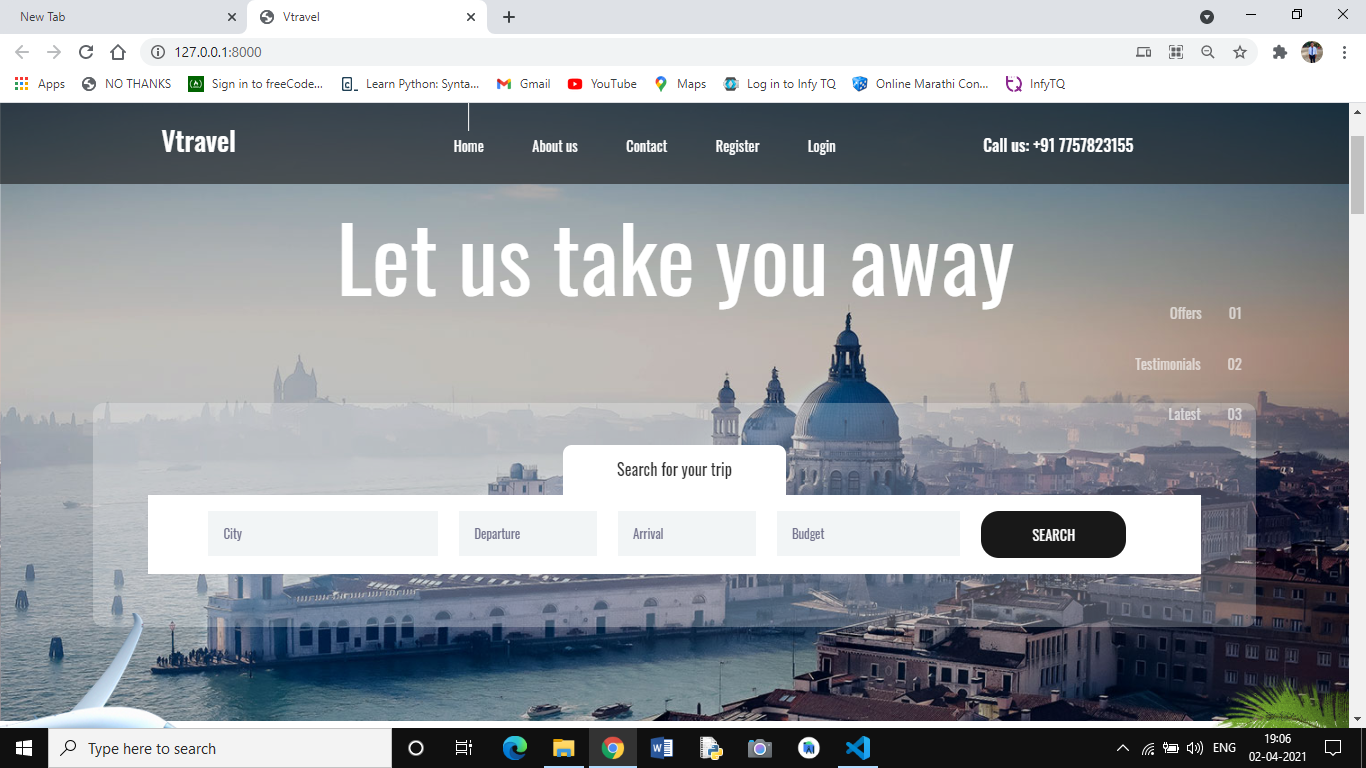 New Tab
Vtravel
127.0.0.1:8000
Apps
NO THANKS
Sign in to freeCode...
Learn Python: Synta...
Gmail
YouTube
Maps
Log in to Infy TQ
Online Marathi Con...
InfyTQ
Vtravel
Home
About us
Contact
Register
Login
Call us: +91 7757823155
Let us take you away
Offers 01
Testimonials 02
Latest 03
Search for your trip
City
Departure
Arrival
Budget
SEARCH
Type here to search
ENG
19:06
02-04-2021